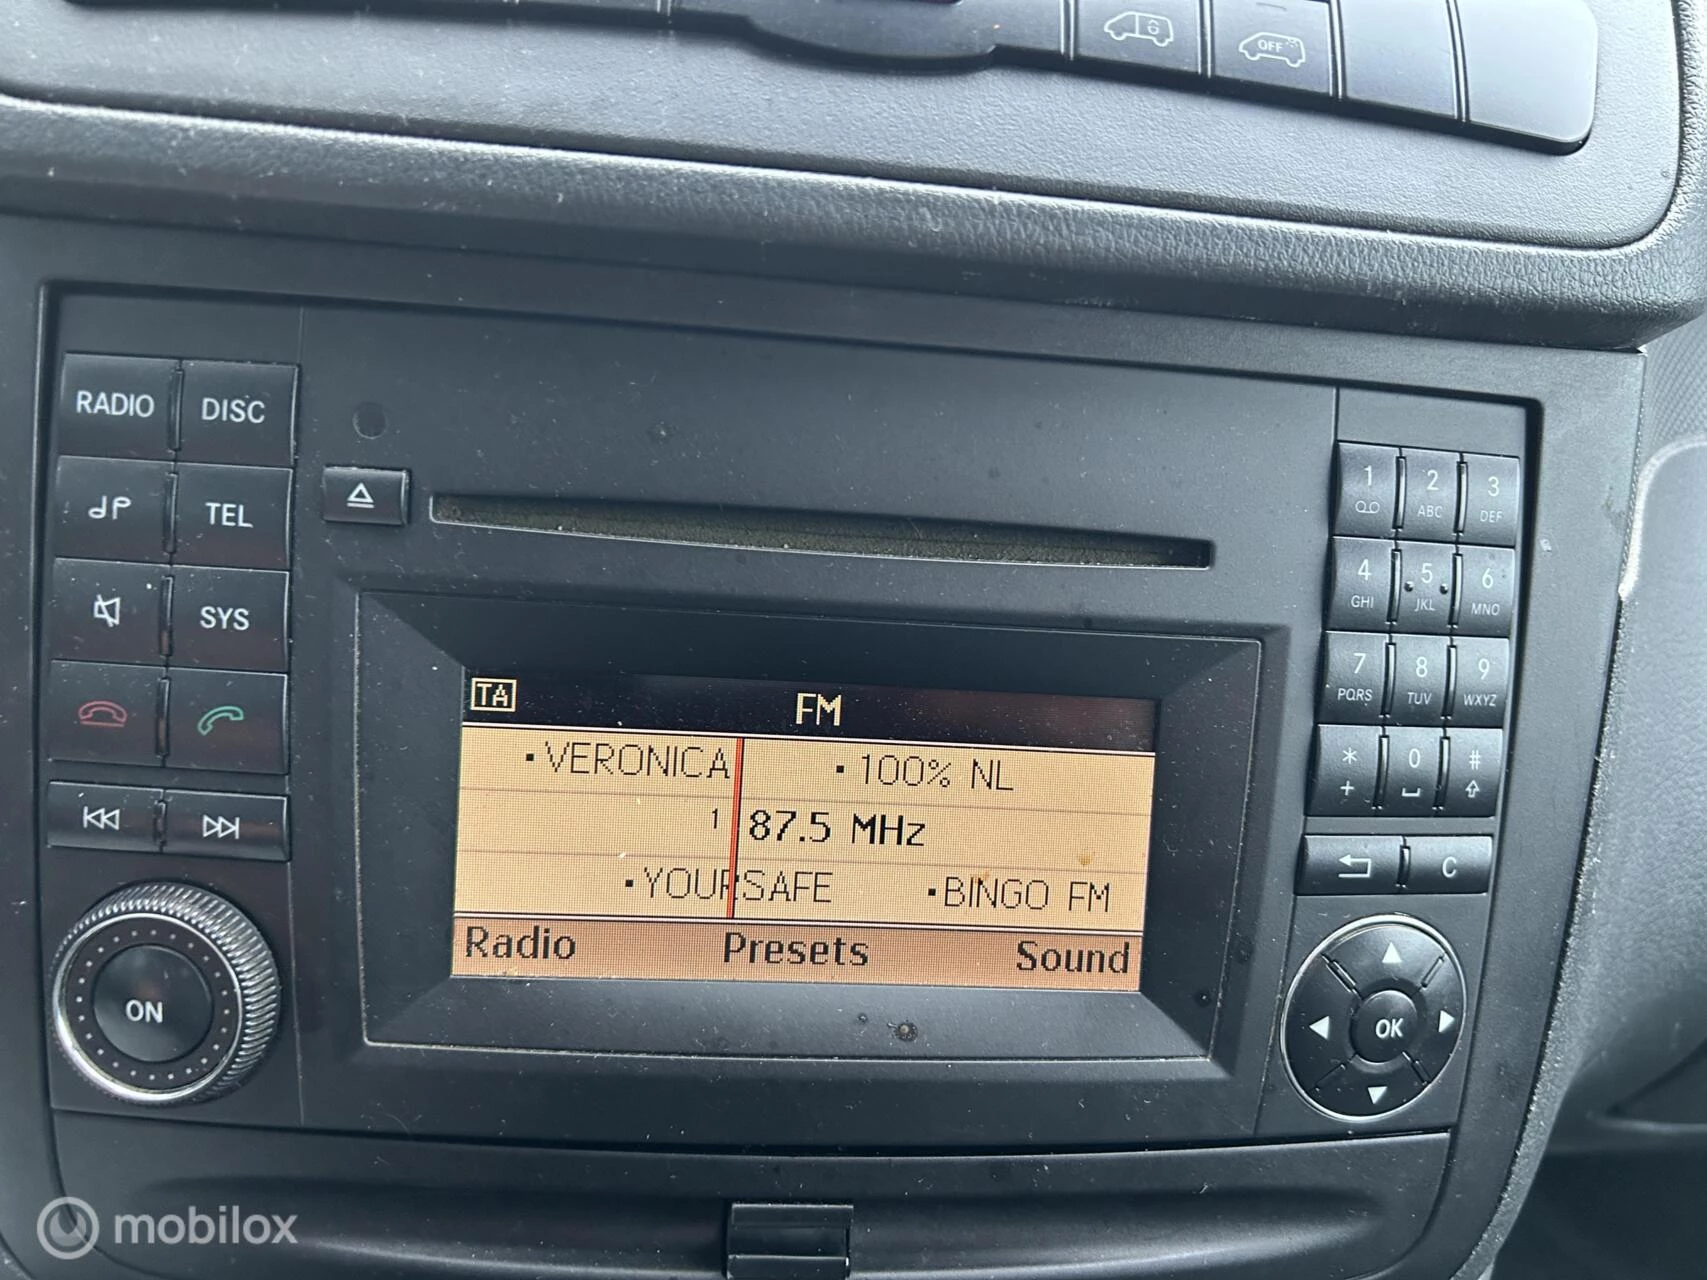 OFF
RADIO DISC
TEL
SYS
ON
TA FM
• VERONICA • 100% NL
1 87.5 MHz
• YOURSAFE • BINGO FM
Radio Presets Sound
1 2 3
ABC DEF
4 5 6
GHI JKL MNO
7 8 9
PQRS TUV WXYZ
* 0 #
+
C
OK
mobilox